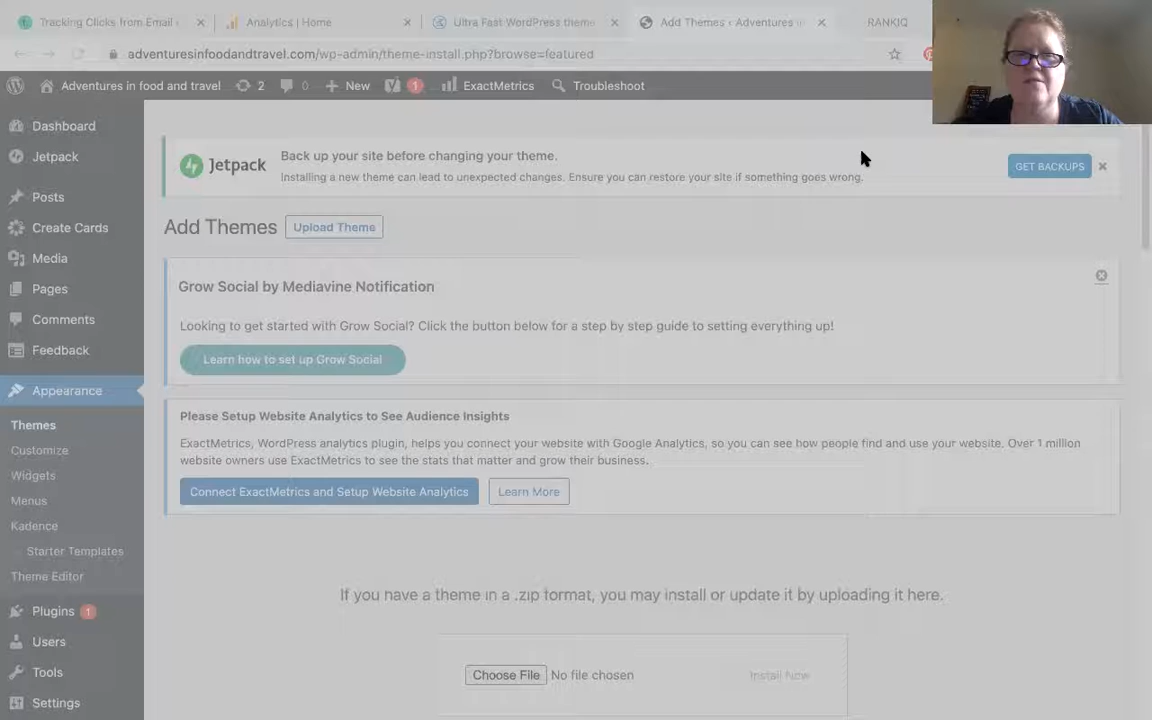 Tracking Clicks from Email
Analytics | Home
Ultra Fast WordPress theme
Add Themes ‹ Adventures in
RANKIQ
adventuresinfoodandtravel.com/wp-admin/theme-install.php?browse=featured
Adventures in food and travel
2
0
New
1
ExactMetrics
Troubleshoot
Dashboard
Jetpack
Posts
Create Cards
Media
Pages
Comments
Feedback
Appearance
Themes
Customize
Widgets
Menus
Kadence
Starter Templates
Theme Editor
Plugins 1
Users
Tools
Settings
Jetpack
Back up your site before changing your theme.
Installing a new theme can lead to unexpected changes. Ensure you can restore your site if something goes wrong.
GET BACKUPS
Add Themes
Upload Theme
Grow Social by Mediavine Notification
Looking to get started with Grow Social? Click the button below for a step by step guide to setting everything up!
Learn how to set up Grow Social
Please Setup Website Analytics to See Audience Insights
ExactMetrics, WordPress analytics plugin, helps you connect your website with Google Analytics, so you can see how people find and use your website. Over 1 million
website owners use ExactMetrics to see the stats that matter and grow their business.
Connect ExactMetrics and Setup Website Analytics
Learn More
If you have a theme in a .zip format, you may install or update it by uploading it here.
Choose File No file chosen
Install Now